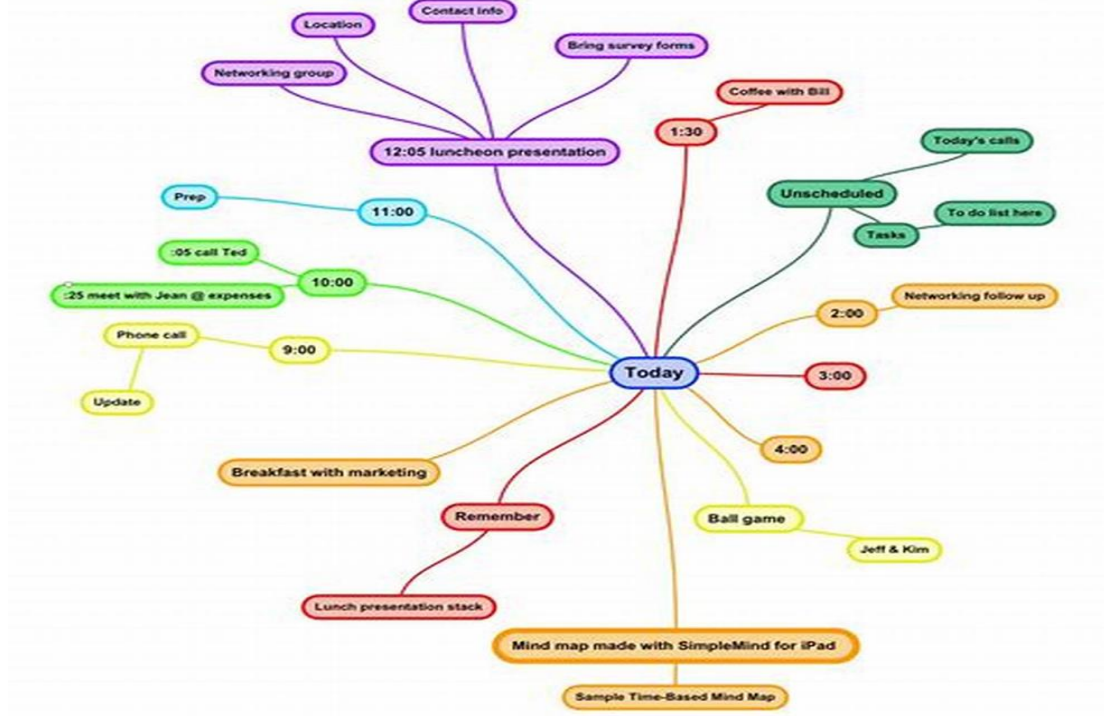 Contact info
Location
Bring survey forms
Networking group
Coffee with Bill
1:30
12:05 luncheon presentation
Today's calls
Unscheduled
Prep
11:00
To do list here
Tasks
:05 call Ted
10:00
:25 meet with Jean @ expenses
Networking follow up
2:00
Phone call
9:00
Today
3:00
Update
4:00
Breakfast with marketing
Remember
Ball game
Jeff & Kim
Lunch presentation stack
Mind map made with SimpleMind for iPad
Sample Time-Based Mind Map